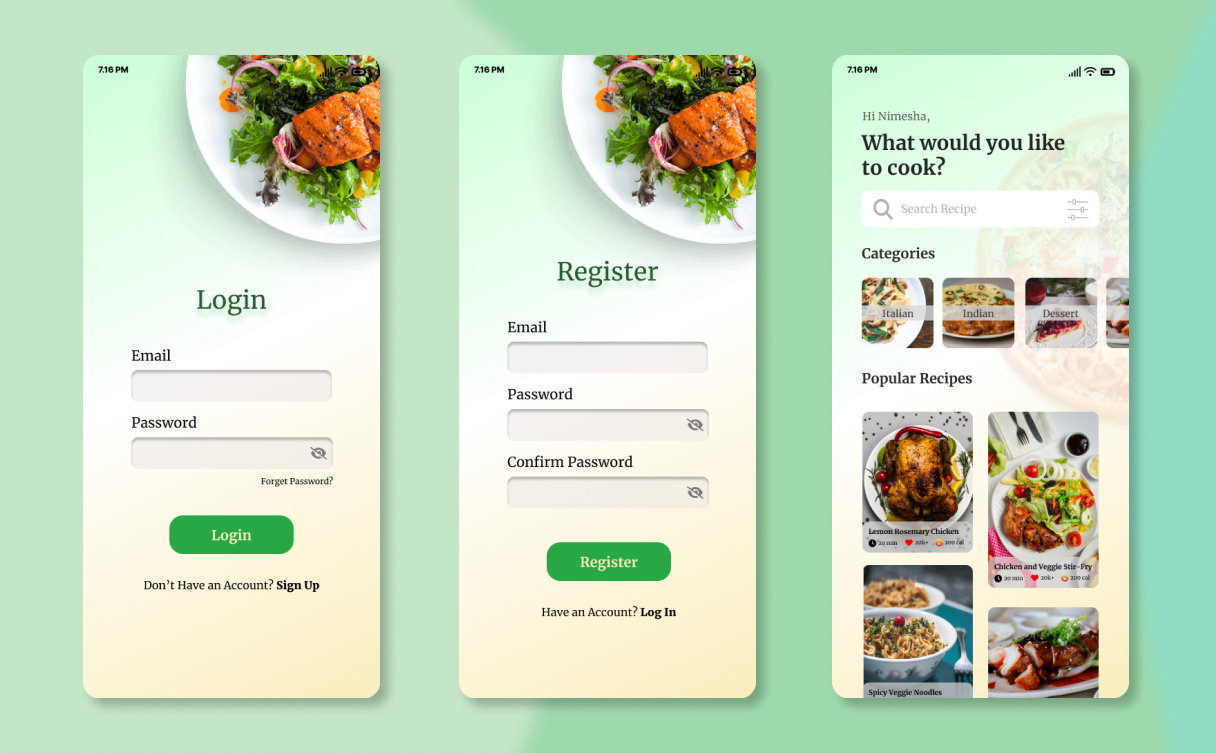 7.16 PM
Login
Email
Password
Forget Password?
Login
Don't Have an Account? Sign Up
7.16 PM
Register
Email
Password
Confirm Password
Register
Have an Account? Log In
7.16 PM
Hi Nimesha,
What would you like
to cook?
Search Recipe
Categories
Italian
Indian
Dessert
Popular Recipes
Lemon Rosemary Chicken
29 min 20k+ 200 cal
Chicken and Veggie Stir-Fry
20 min 20k+ 200 cal
Spicy Veggie Noodles